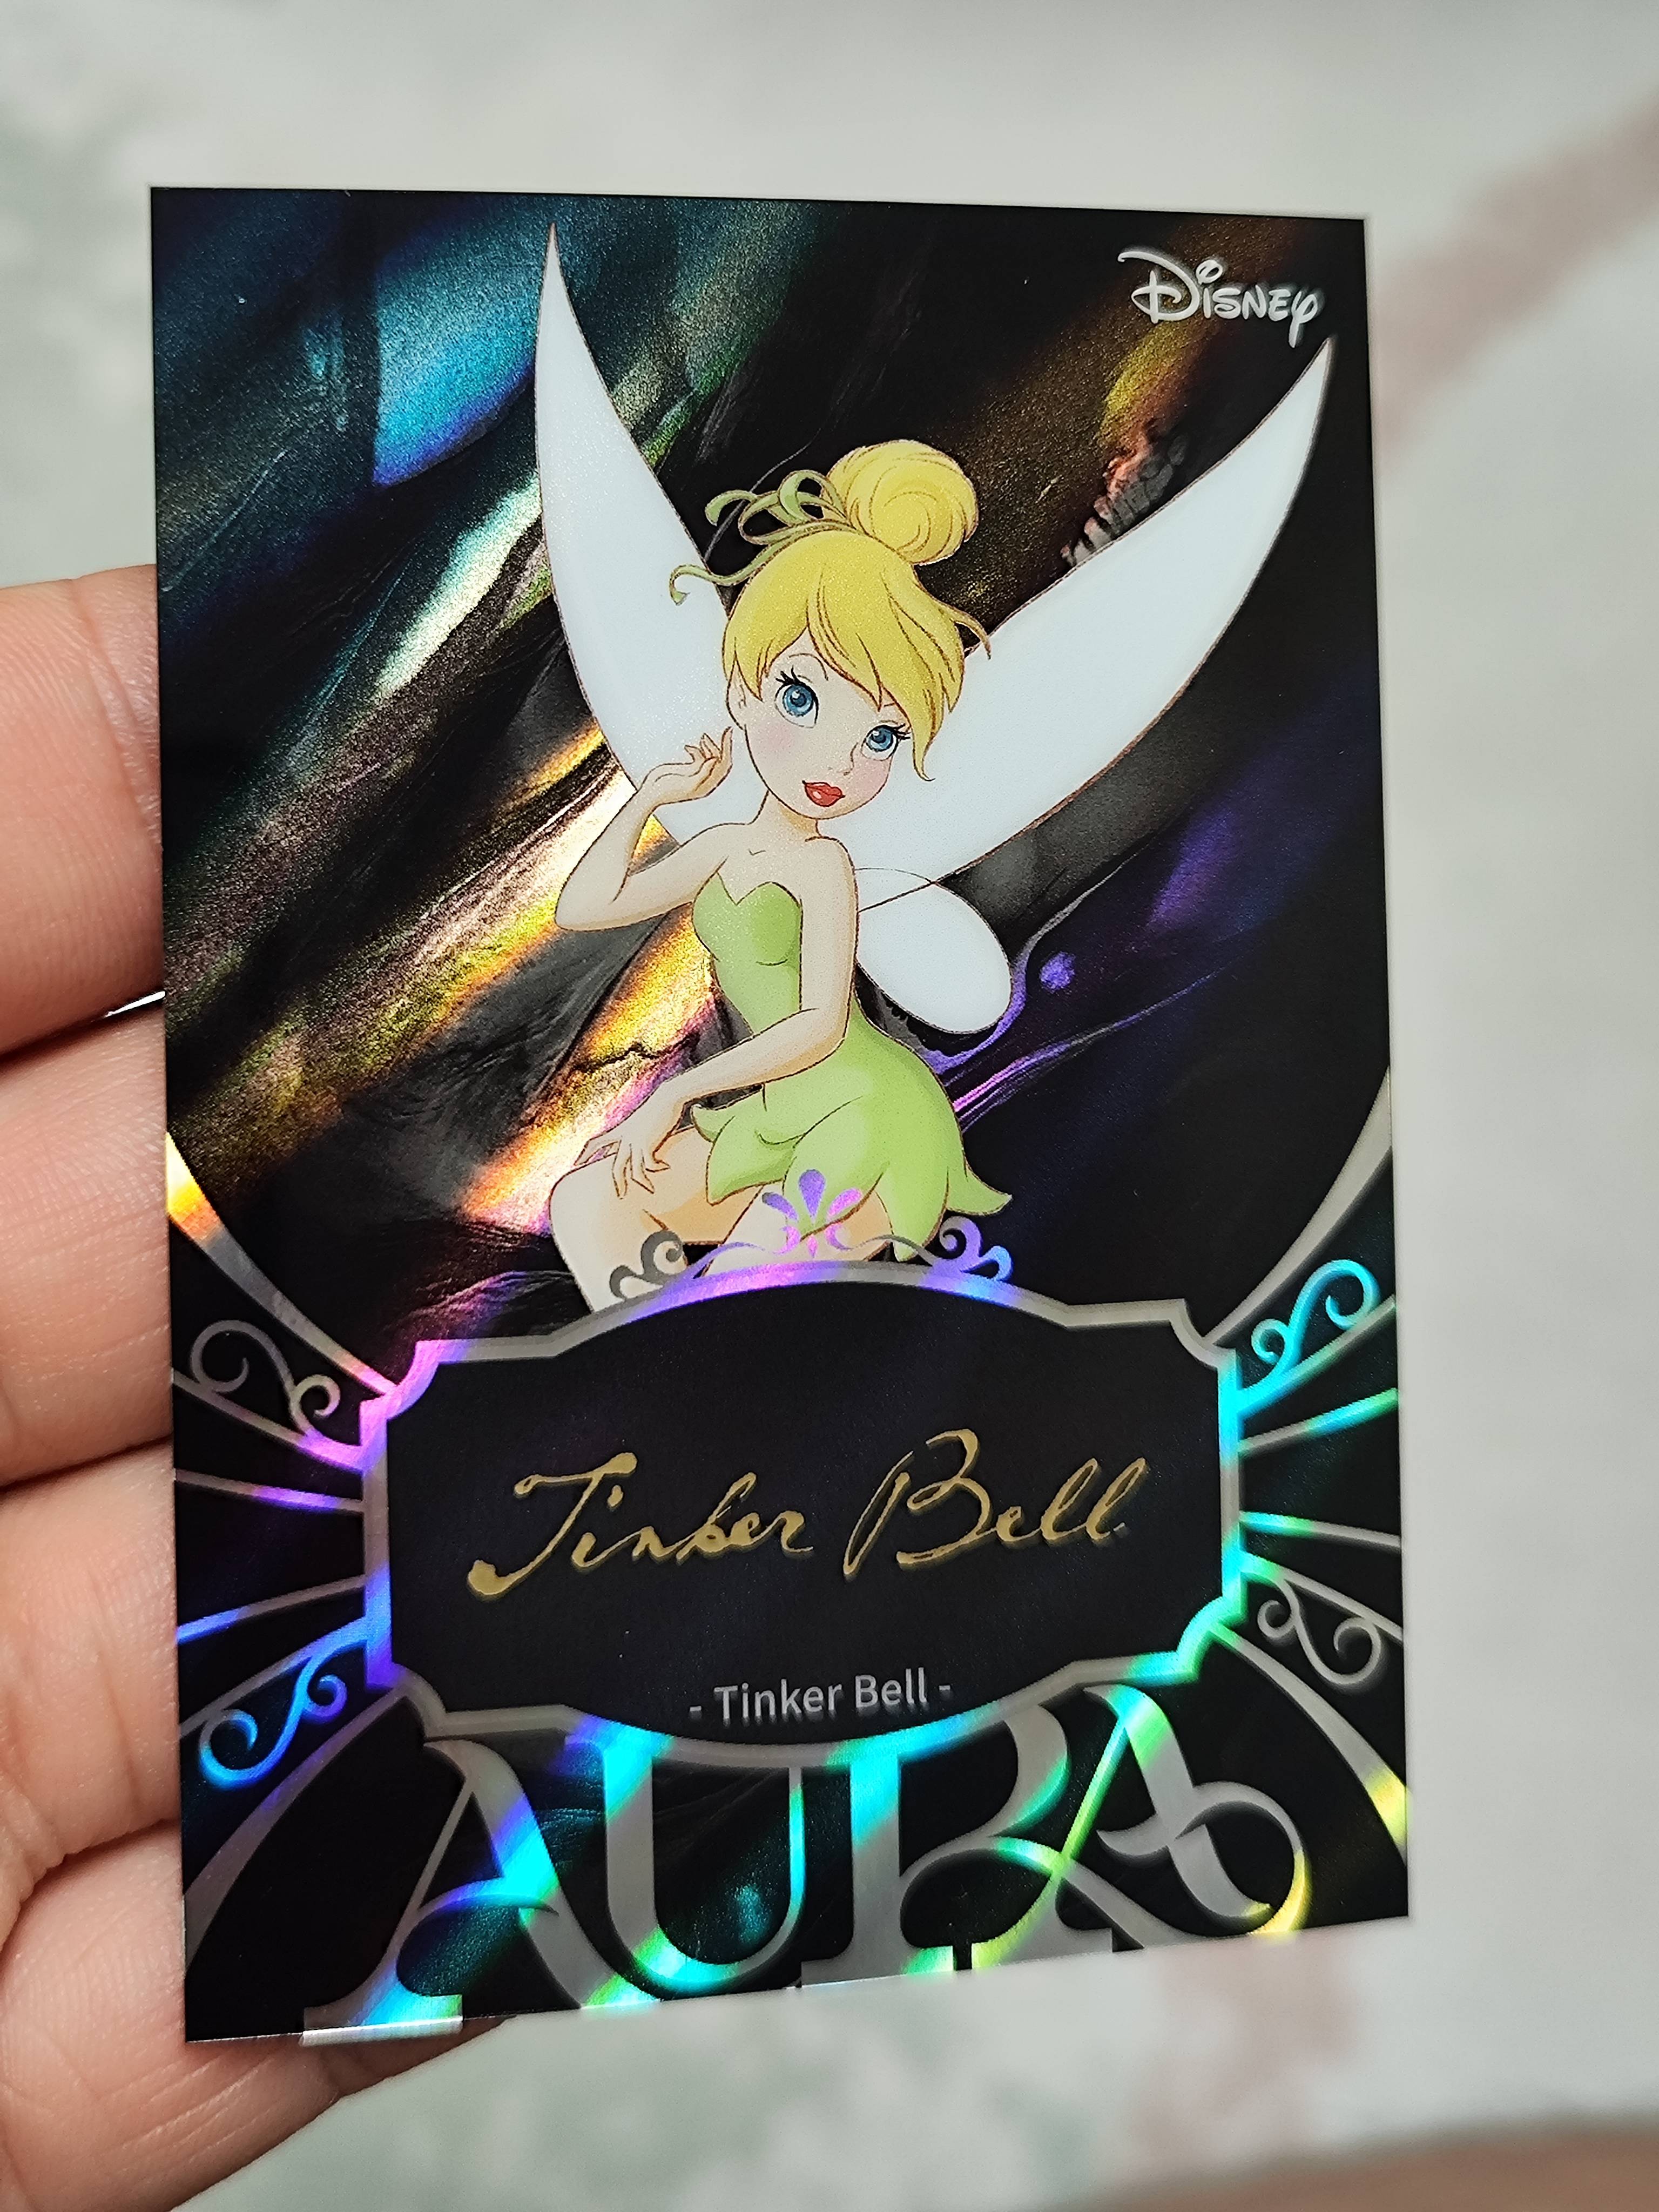 Disney
Tinker Bell
- Tinker Bell -
AURA